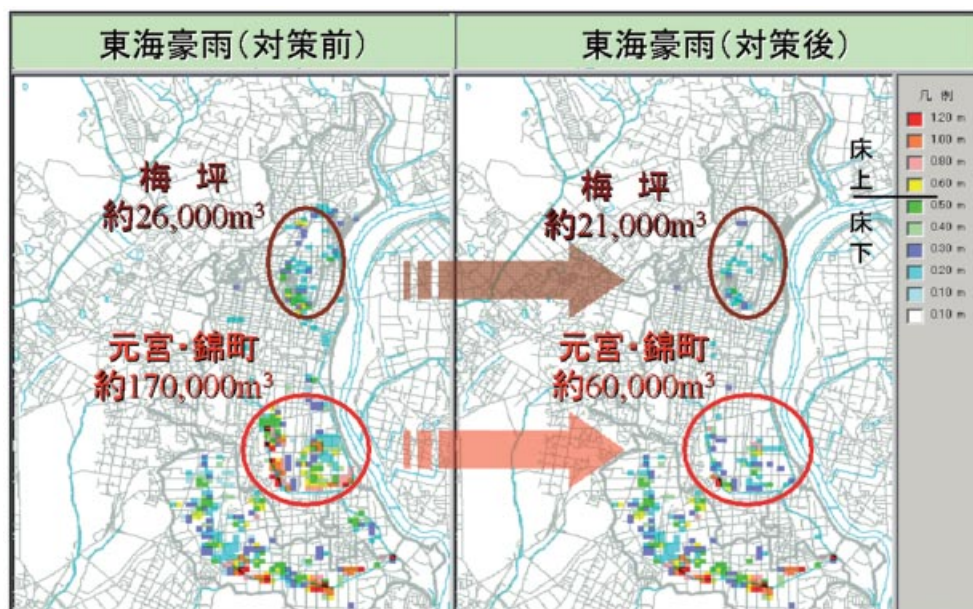 東海豪雨(対策前)
東海豪雨(対策後)
梅 坪
約26,000m³
元宮・錦町
約170,000m³
梅 坪
約21,000m³
元宮・錦町
約60,000m³
凡 例
1.20 m
1.00 m
0.80 m
0.60 m
0.50 m
0.40 m
0.30 m
0.20 m
0.10 m
0.10 m
床上
床下